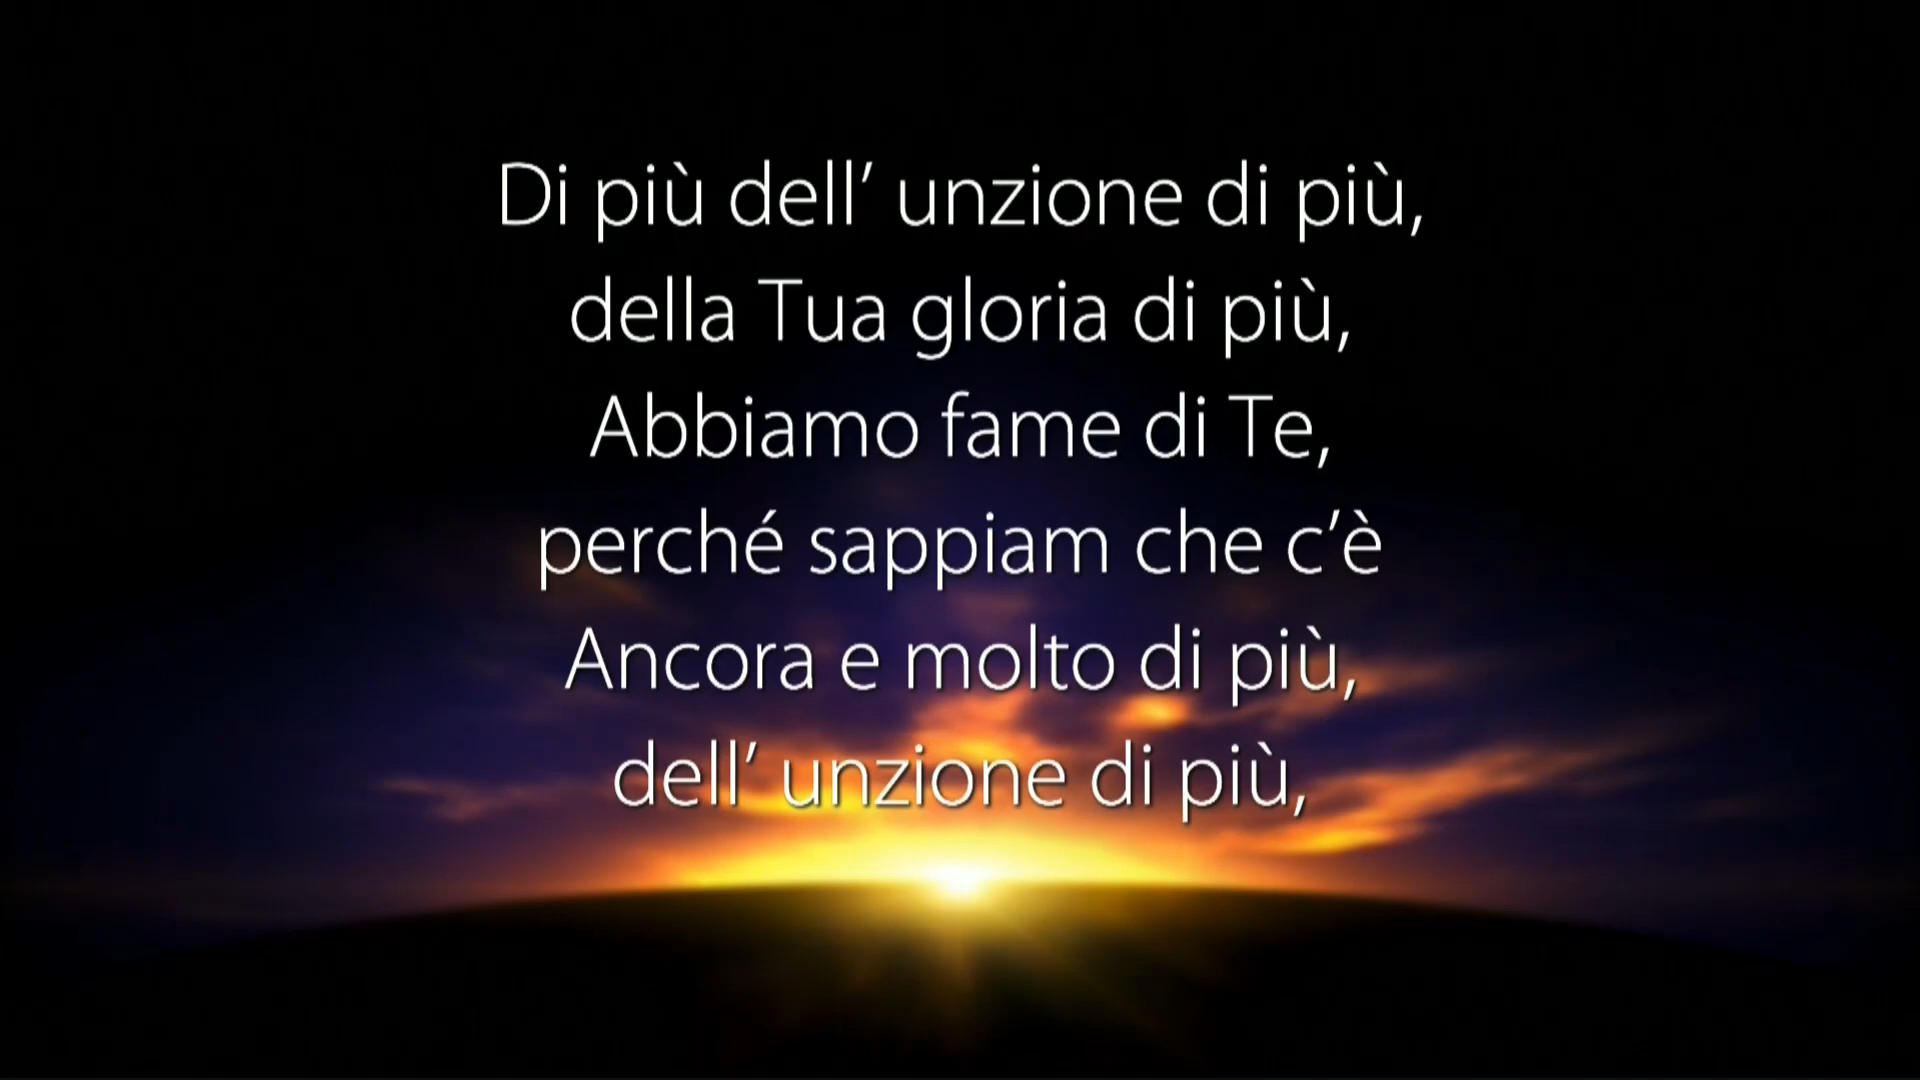 Di più dell’ unzione di più,
della Tua gloria di più,
Abbiamo fame di Te,
perché sappiam che c’è
Ancora e molto di più,
dell’ unzione di più,